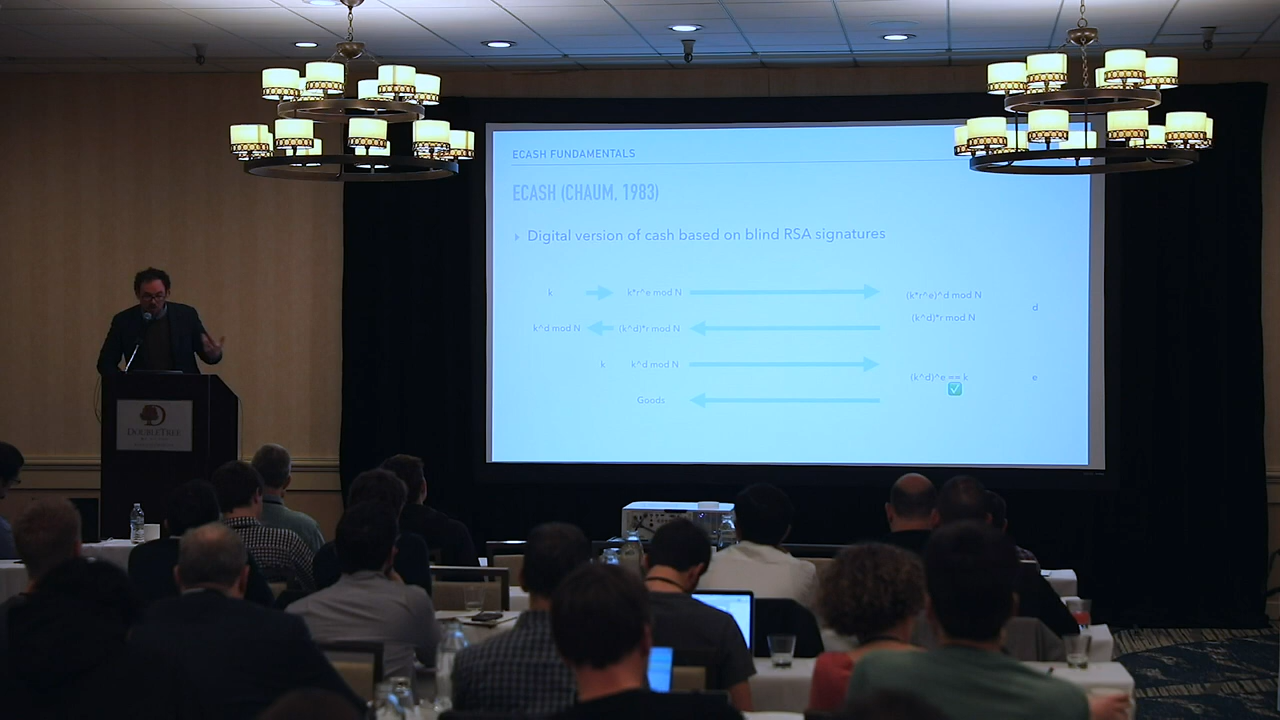 ECASH FUNDAMENTALS
ECASH (CHAUM, 1983)
Digital version of cash based on blind RSA signatures
k k*r^e mod N (k*r^e)^d mod N d
k^d mod N (k^d)*r mod N (k^d)*r mod N
k k^d mod N (k^d)^e == k e
Goods
DOUBLETREE